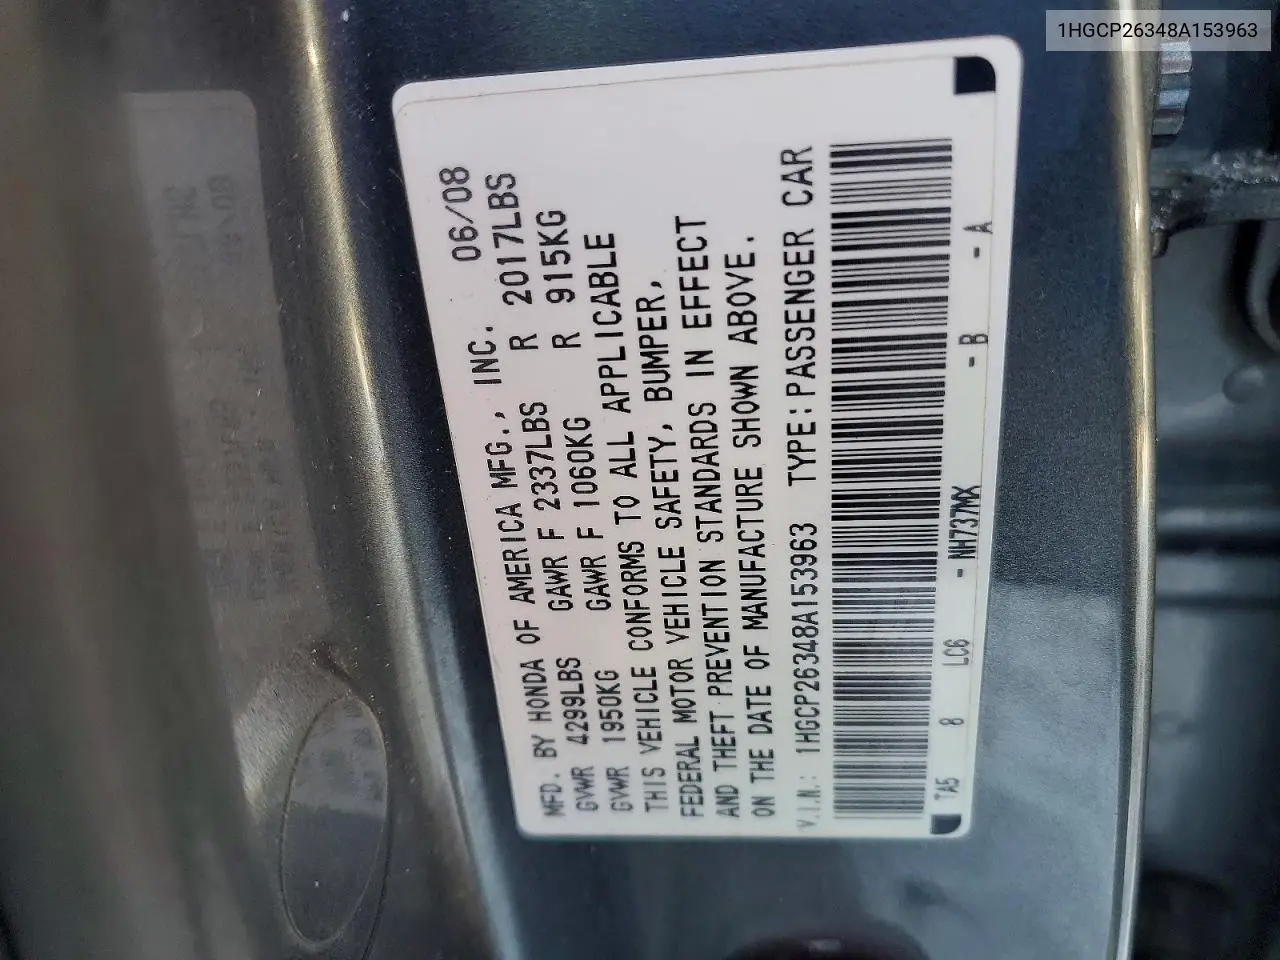 1HGCP26348A153963
MFD. BY HONDA OF AMERICA MFG., INC. 06/08
GVWR 4299LBS GAWR F 2337LBS R 2017LBS
GVWR 1950KG GAWR F 1060KG R 915KG
THIS VEHICLE CONFORMS TO ALL APPLICABLE
FEDERAL MOTOR VEHICLE SAFETY, BUMPER,
AND THEFT PREVENTION STANDARDS IN EFFECT
ON THE DATE OF MANUFACTURE SHOWN ABOVE.
V.I.N.: 1HGCP26348A153963 TYPE:PASSENGER CAR
TA5 8 LC6 - NH737MX - B - A